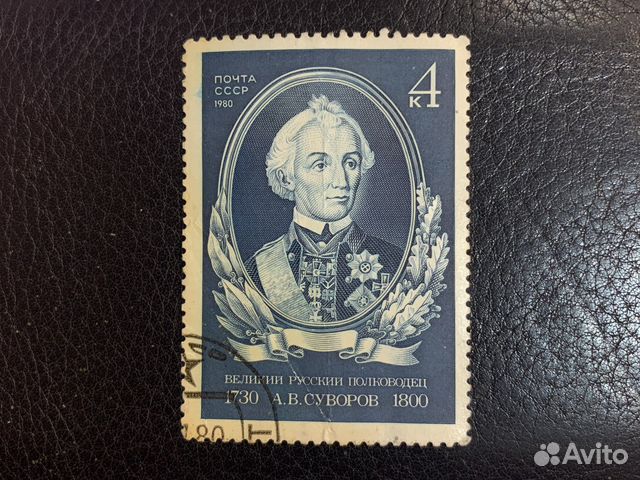 ПОЧТА
СССР
1980
4
К
ВЕЛИКИЙ РУССКИЙ ПОЛКОВОДЕЦ
1730 А.В.СУВОРОВ 1800
Avito